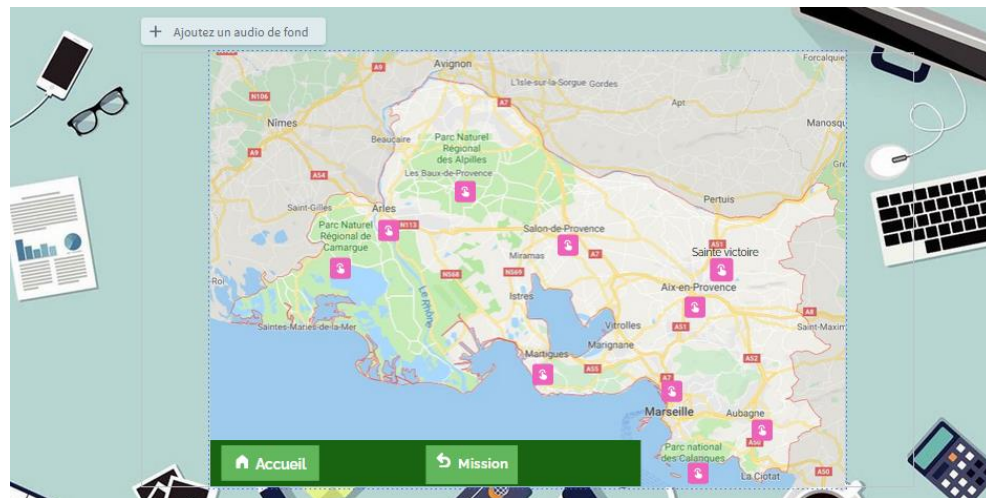 Ajoutez un audio de fond
Forcalquier
Avignon
A9
L'Isle-sur-la-Sorgue
Gordes
N106
A7
Apt
Nîmes
Manosqu
Beaucaire
Parc Naturel
Régional
des Alpilles
A9
Les Baux-de-Provence
A54
Pertuis
Saint-Gilles
Arles
Parc Naturel
Régional de
Camargue
N113
Salon-de-Provence
A51
Sainte victoire
Miramas
A7
N568
N569
Aix-en-Provence
Le Rhône
Istres
A8
Saintes-Maries-de-la-Mer
Vitrolles
A51
Saint-Maxim
Marignane
Martigues
A55
A52
A7
Marseille
Aubagne
A50
Parc national
des Calanques
Accueil
Mission
La Ciotat
A50